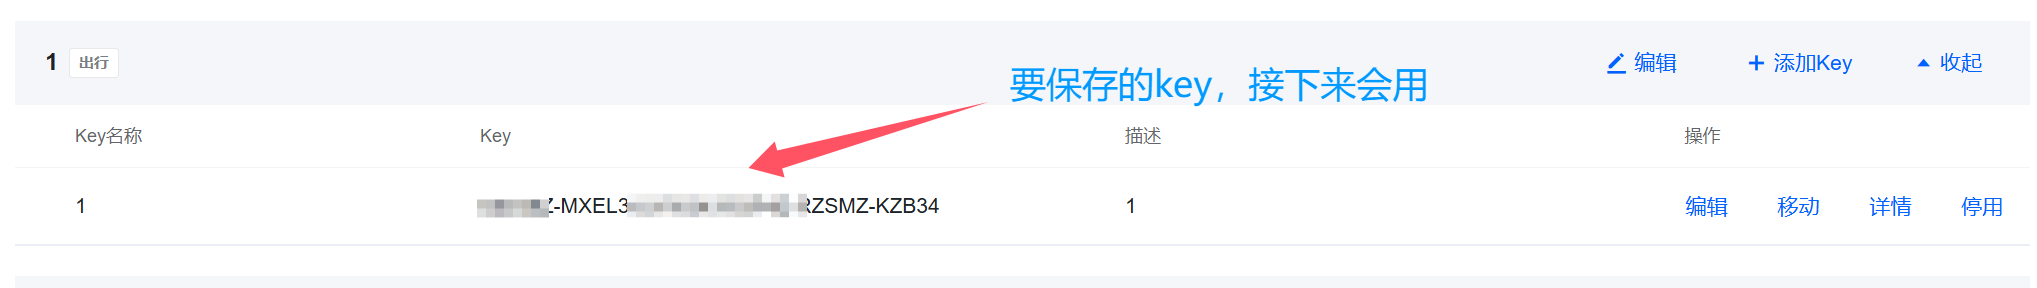 1 出行 编辑 添加Key 收起
要保存的key，接下来会用
Key名称 Key 描述 操作
1 Z-MXEL3 RZSMZ-KZB34 1 编辑 移动 详情 停用